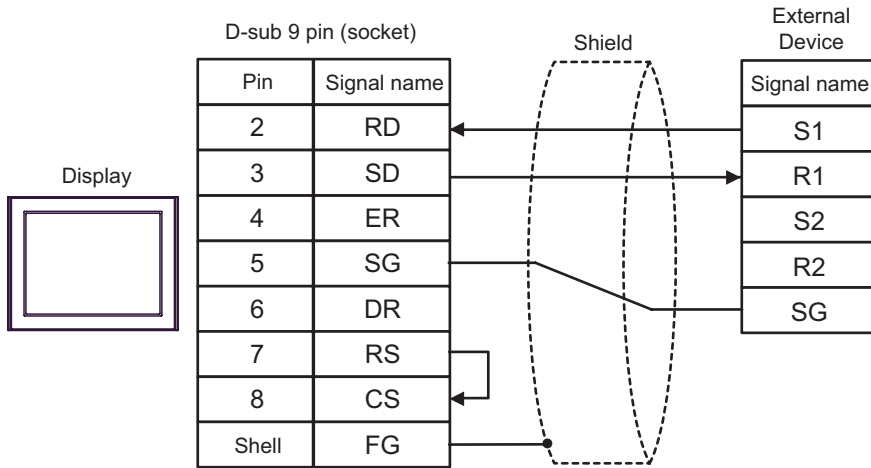 D-sub 9 pin (socket)
Shield
External
Device
Display
Pin Signal name
2 RD
3 SD
4 ER
5 SG
6 DR
7 RS
8 CS
Shell FG
Signal name
S1
R1
S2
R2
SG